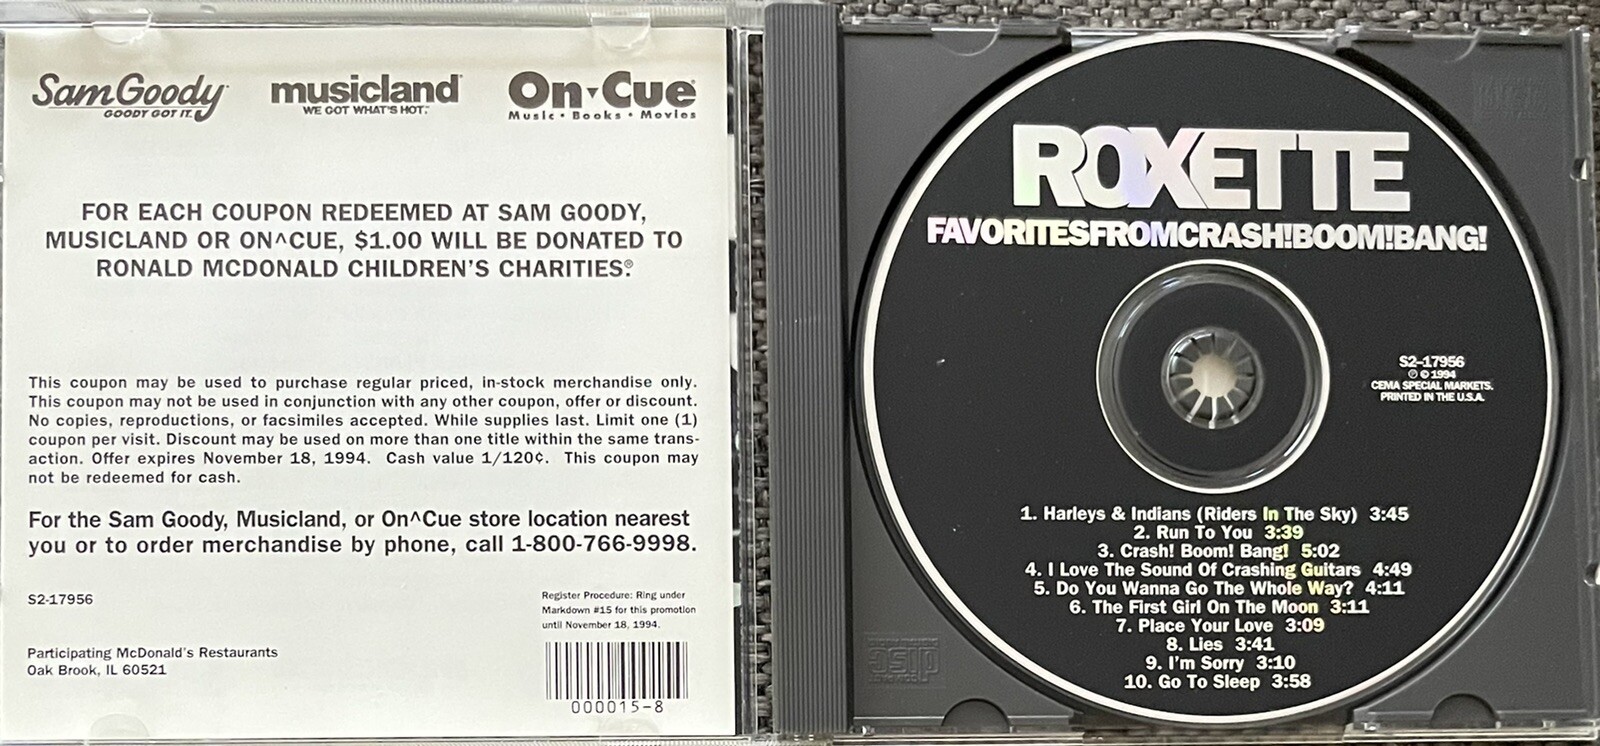 Sam Goody
GOODY GOT IT.
musicland
WE GOT WHAT'S HOT.
On▾Cue
Music • Books • Movies
FOR EACH COUPON REDEEMED AT SAM GOODY,
MUSICLAND OR ON^CUE, $1.00 WILL BE DONATED TO
RONALD MCDONALD CHILDREN'S CHARITIES.®
This coupon may be used to purchase regular priced, in-stock merchandise only.
This coupon may not be used in conjunction with any other coupon, offer or discount.
No copies, reproductions, or facsimiles accepted. While supplies last. Limit one (1)
coupon per visit. Discount may be used on more than one title within the same trans-
action. Offer expires November 18, 1994. Cash value 1/120¢. This coupon may
not be redeemed for cash.
For the Sam Goody, Musicland, or On^Cue store location nearest
you or to order merchandise by phone, call 1-800-766-9998.
S2-17956
Participating McDonald's Restaurants
Oak Brook, IL 60521
Register Procedure: Ring under
Markdown #15 for this promotion
until November 18, 1994.
000015-8
ROXETTE
FAVORITESFROMCRASH!BOOM!BANG!
S2-17956
℗ © 1994
CEMA SPECIAL MARKETS.
PRINTED IN THE U.S.A.
1. Harleys & Indians (Riders In The Sky) 3:45
2. Run To You 3:39
3. Crash! Boom! Bang! 5:02
4. I Love The Sound Of Crashing Guitars 4:49
5. Do You Wanna Go The Whole Way? 4:11
6. The First Girl On The Moon 3:11
7. Place Your Love 3:09
8. Lies 3:41
9. I'm Sorry 3:10
10. Go To Sleep 3:58
disc